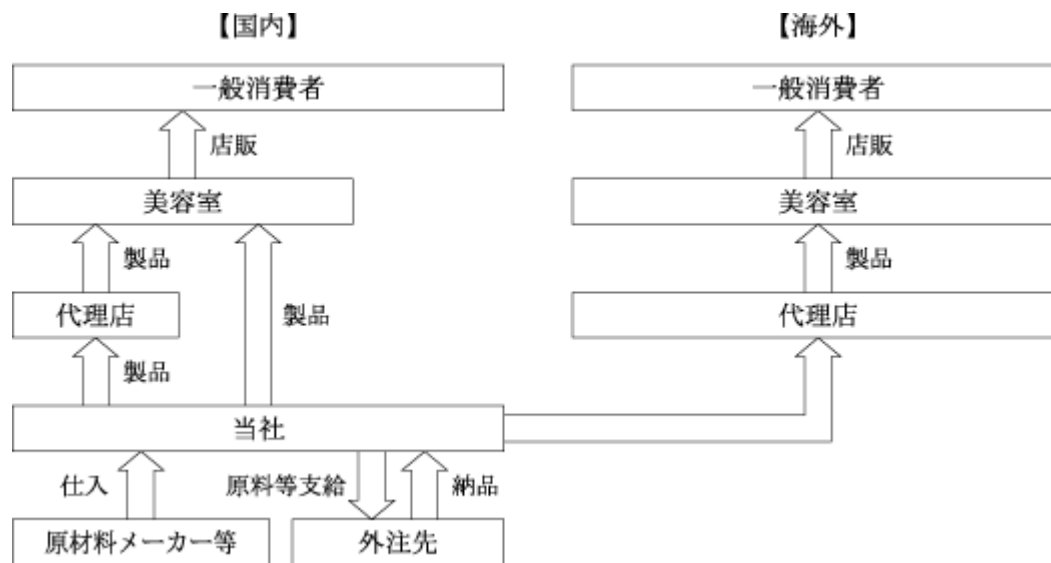 【国内】
【海外】
一般消費者
一般消費者
店販
店販
美容室
美容室
製品
製品
代理店
製品
代理店
製品
当社
仕入
原料等支給
納品
原材料メーカー等
外注先